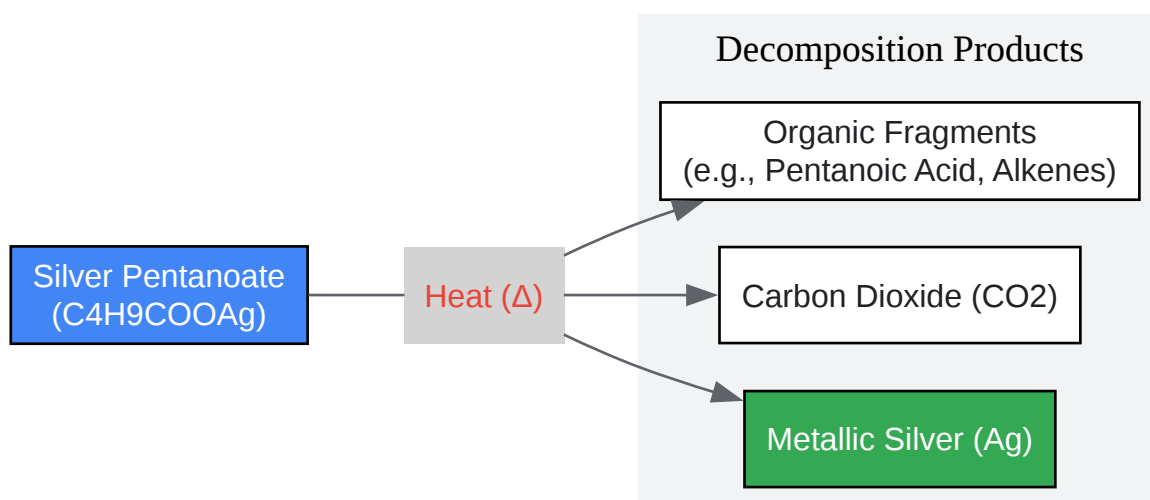 Decomposition Products
Organic Fragments
(e.g., Pentanoic Acid, Alkenes)
Silver Pentanoate
(C4H9COOAg)
Heat (Δ)
Carbon Dioxide (CO2)
Metallic Silver (Ag)